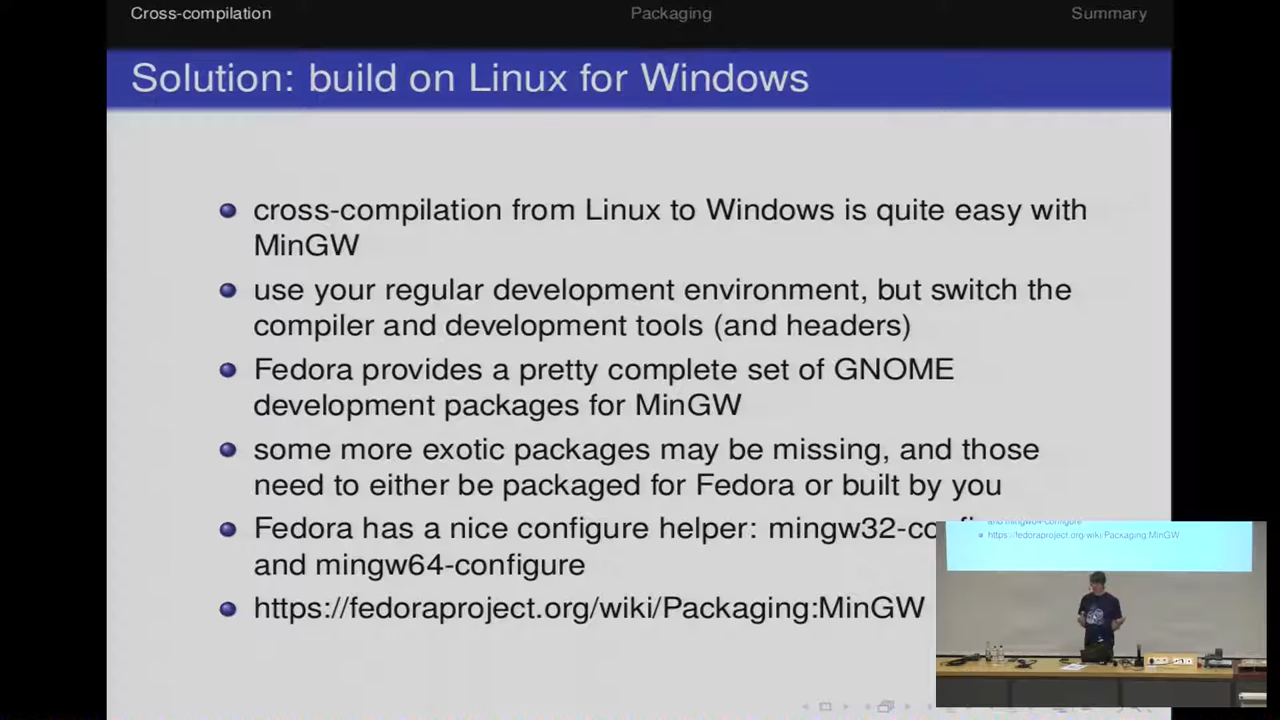 Cross-compilation Packaging Summary
Solution: build on Linux for Windows
cross-compilation from Linux to Windows is quite easy with
MinGW
use your regular development environment, but switch the
compiler and development tools (and headers)
Fedora provides a pretty complete set of GNOME
development packages for MinGW
some more exotic packages may be missing, and those
need to either be packaged for Fedora or built by you
Fedora has a nice configure helper: mingw32-co
and mingw64-configure
https://fedoraproject.org/wiki/Packaging:MinGW
and mingw64-configure
https://fedoraproject.org/wiki/Packaging:MinGW